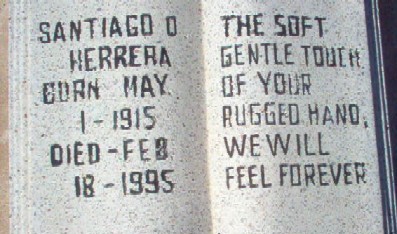 SANTIAGO O
HERRERA
BORN MAY
1-1915
DIED-FEB
18-1995
THE SOFT
GENTLE TOUCH
OF YOUR
RUGGED HAND,
WE WILL
FEEL FOREVER